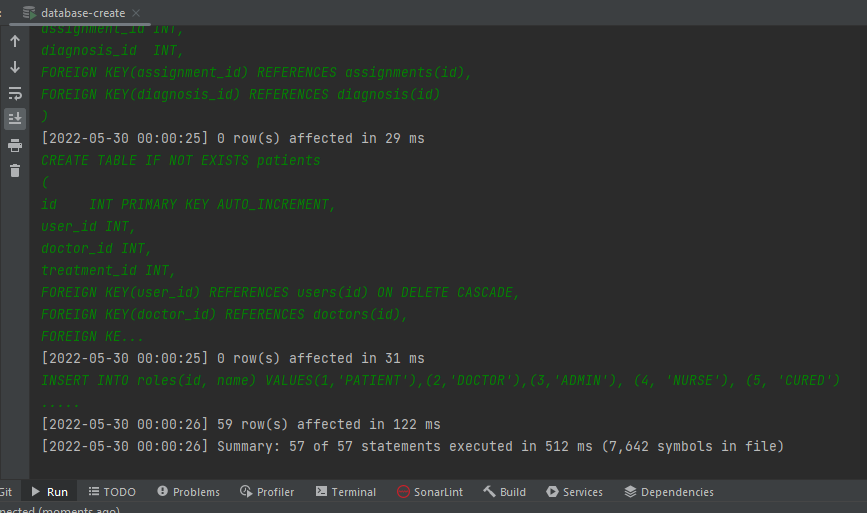 database-create
assignment_id INT,
diagnosis_id  INT,
FOREIGN KEY(assignment_id) REFERENCES assignments(id),
FOREIGN KEY(diagnosis_id) REFERENCES diagnosis(id)
)
[2022-05-30 00:00:25] 0 row(s) affected in 29 ms
CREATE TABLE IF NOT EXISTS patients
(
id    INT PRIMARY KEY AUTO_INCREMENT,
user_id INT,
doctor_id INT,
treatment_id INT,
FOREIGN KEY(user_id) REFERENCES users(id) ON DELETE CASCADE,
FOREIGN KEY(doctor_id) REFERENCES doctors(id),
FOREIGN KE...
[2022-05-30 00:00:25] 0 row(s) affected in 31 ms
INSERT INTO roles(id, name) VALUES(1,'PATIENT'),(2,'DOCTOR'),(3,'ADMIN'), (4, 'NURSE'), (5, 'CURED')
.....
[2022-05-30 00:00:26] 59 row(s) affected in 122 ms
[2022-05-30 00:00:26] Summary: 57 of 57 statements executed in 512 ms (7,642 symbols in file)
Git Run TODO Problems Profiler Terminal SonarLint Build Services Dependencies
nected (moments ago)